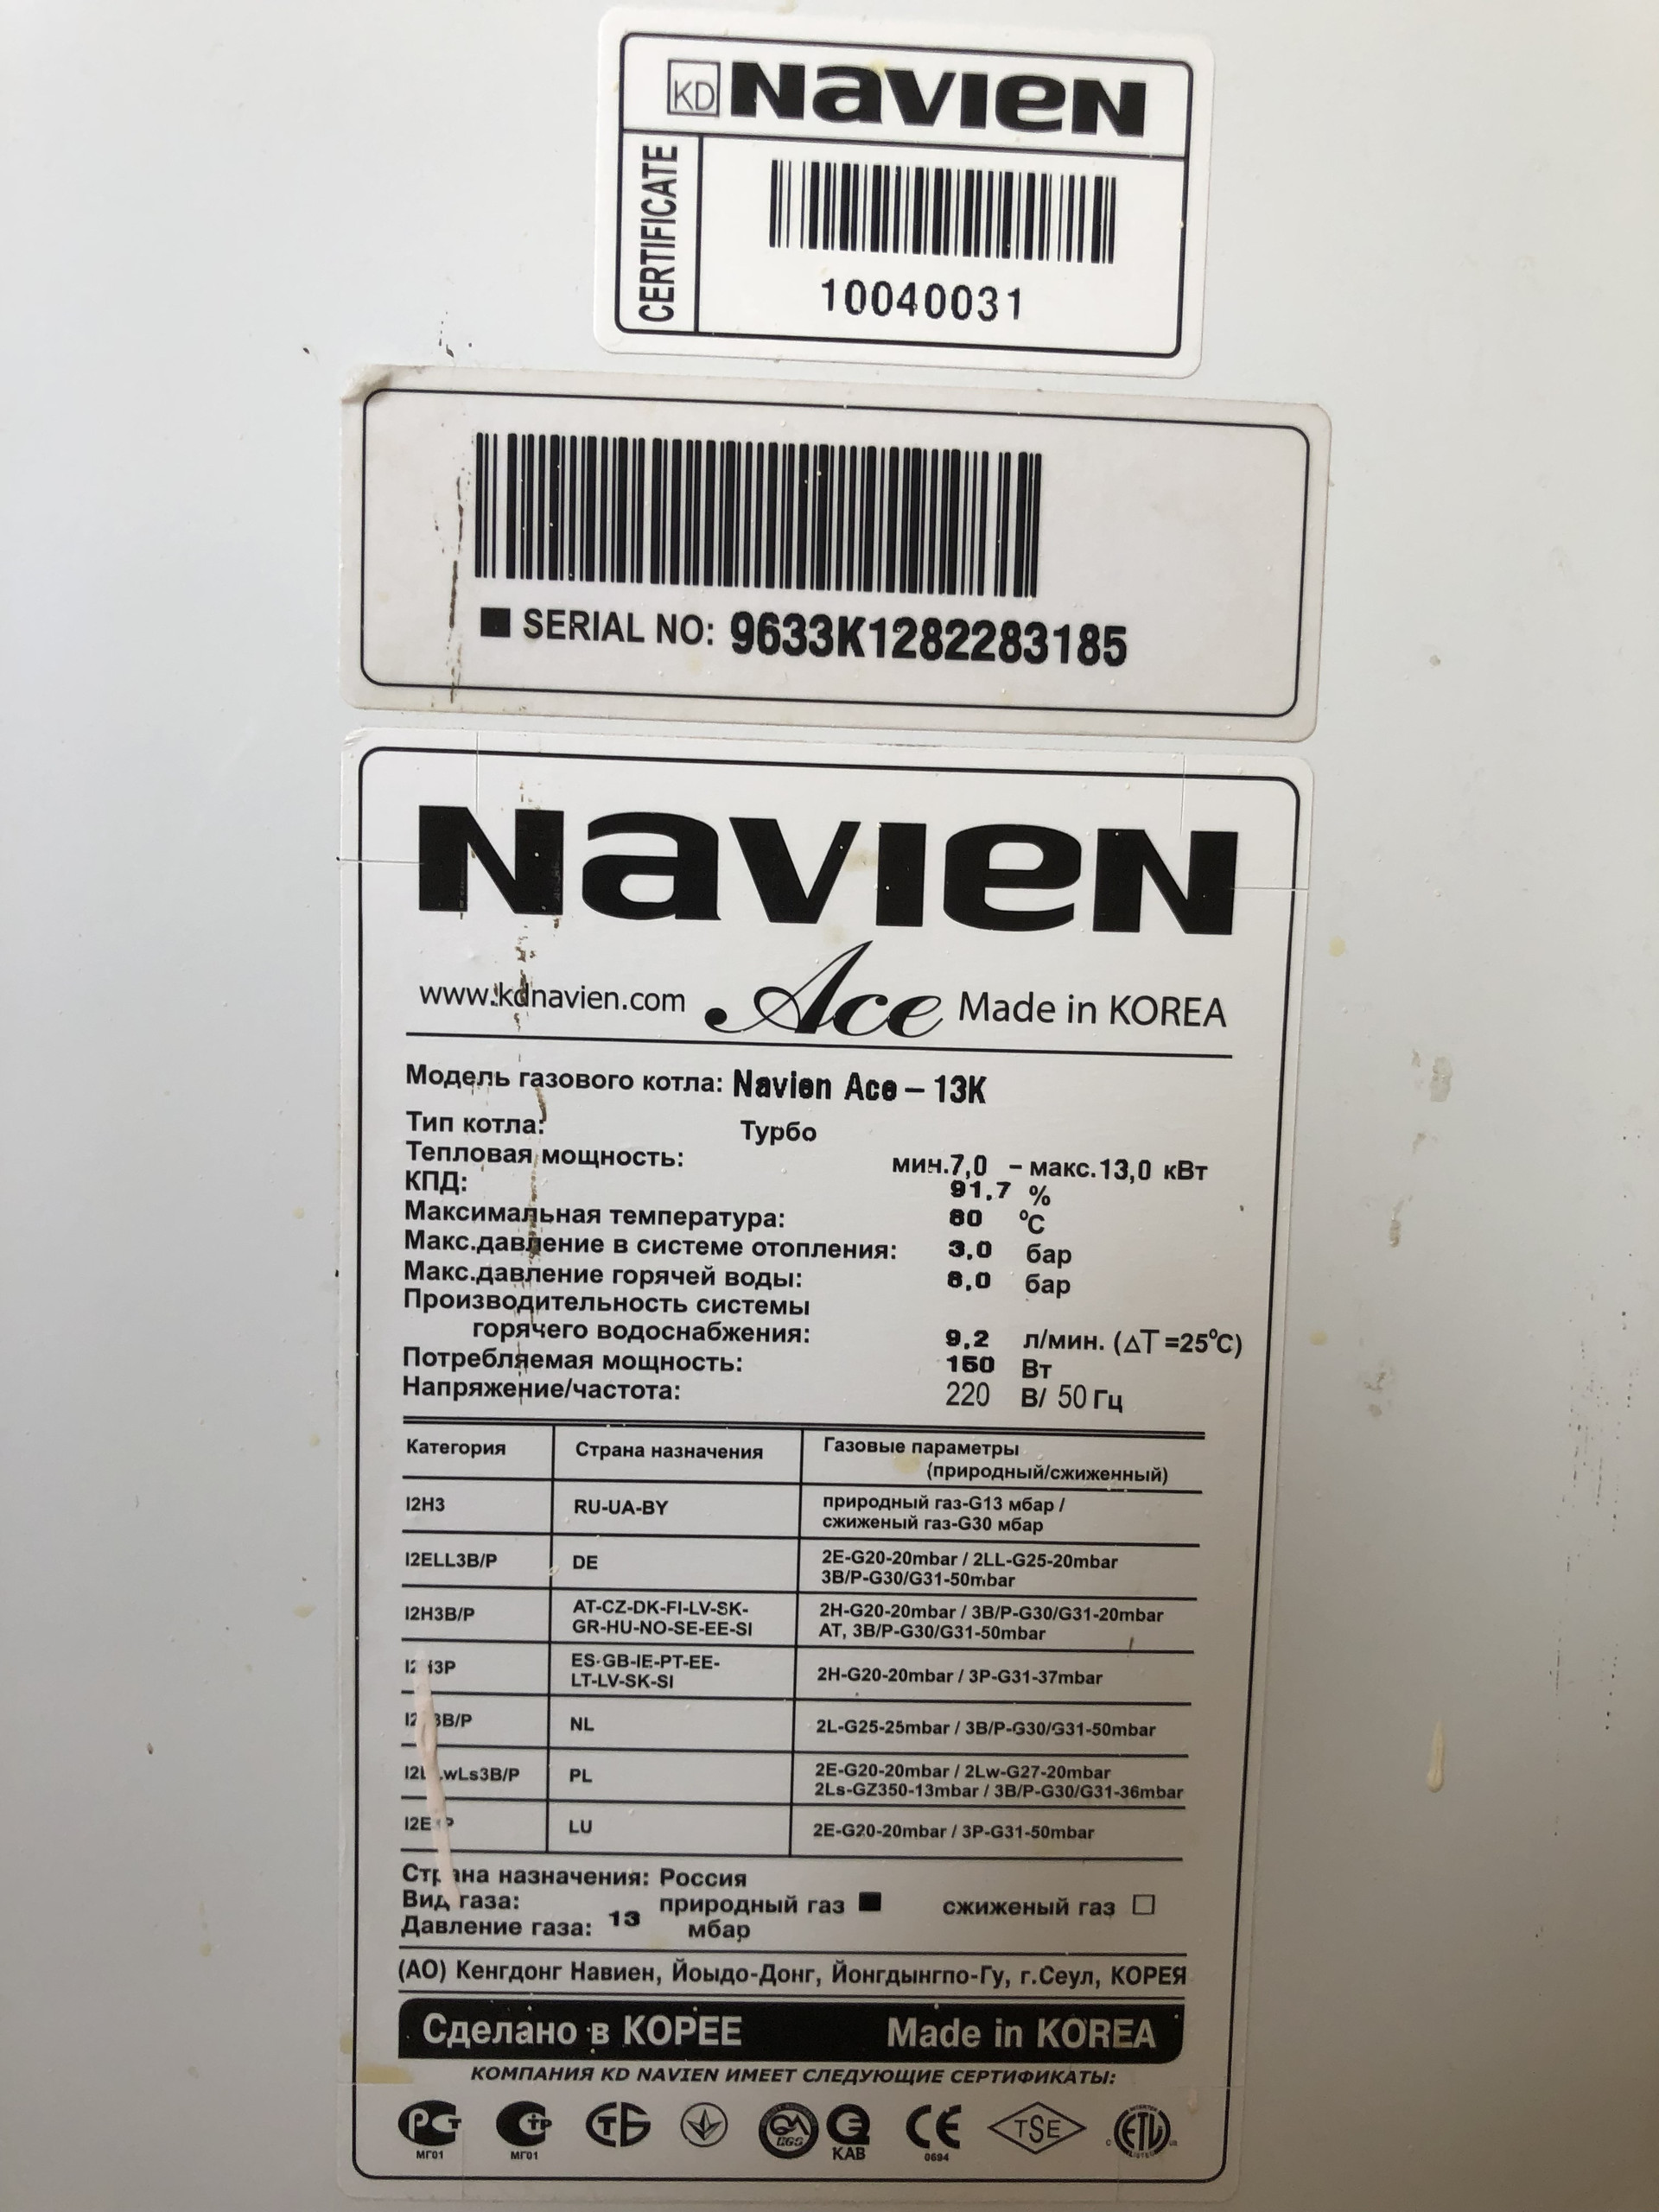 KD NAVIEN
CERTIFICATE
10040031
SERIAL NO: 9633K1282283185
NAVIEN
www.kdnavien.com Ace Made in KOREA
Модель газового котла: Navien Ace – 13K
Тип котла: Турбо
Тепловая мощность: мин.7,0 – макс.13,0 кВт
КПД: 91.7 %
Максимальная температура: 80 °C
Макс.давление в системе отопления: 3.0 бар
Макс.давление горячей воды: 8.0 бар
Производительность системы
горячего водоснабжения: 9.2 л/мин. (△T =25°C)
Потребляемая мощность: 150 Вт
Напряжение/частота: 220 В/ 50 Гц
Категория Страна назначения Газовые параметры
(природный/сжиженный)
I2H3 RU-UA-BY природный газ-G13 мбар /
сжиженый газ-G30 мбар
I2ELL3B/P DE 2E-G20-20mbar / 2LL-G25-20mbar
3B/P-G30/G31-50mbar
I2H3B/P AT-CZ-DK-FI-LV-SK- 2H-G20-20mbar / 3B/P-G30/G31-20mbar
GR-HU-NO-SE-EE-SI AT, 3B/P-G30/G31-50mbar
I2H3P ES-GB-IE-PT-EE-
LT-LV-SK-SI 2H-G20-20mbar / 3P-G31-37mbar
NL 2L-G25-25mbar / 3B/P-G30/G31-50mbar
PL 2E-G20-20mbar / 2Lw-G27-20mbar
2Ls-GZ350-13mbar / 3B/P-G30/G31-36mbar
LU 2E-G20-20mbar / 3P-G31-50mbar
Страна назначения: Россия
Вид газа: природный газ ■ сжиженый газ □
Давление газа: 13 мбар
(АО) Кенгдонг Навиен, Йоыдо-Донг, Йонгдынгпо-Гу, г.Сеул, КОРЕЯ
Сделано в КОРЕЕ Made in KOREA
КОМПАНИЯ KD NAVIEN ИМЕЕТ СЛЕДУЮЩИЕ СЕРТИФИКАТЫ:
МГ01 МГ01 KAB CE 0694 TSE ETL